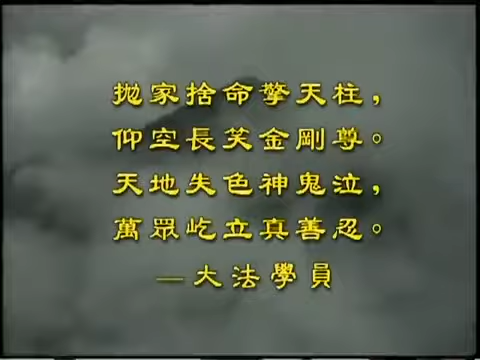 拋家捨命擎天柱，
仰空長笑金剛尊。
天地失色神鬼泣，
萬眾屹立真善忍。
—大法學員